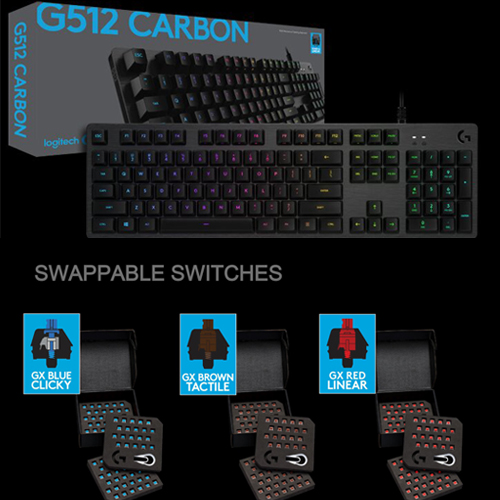 G512 CARBON
G512 CARBON
logitech
SWAPPABLE SWITCHES
GX BLUE
CLICKY
GX BROWN
TACTILE
GX RED
LINEAR